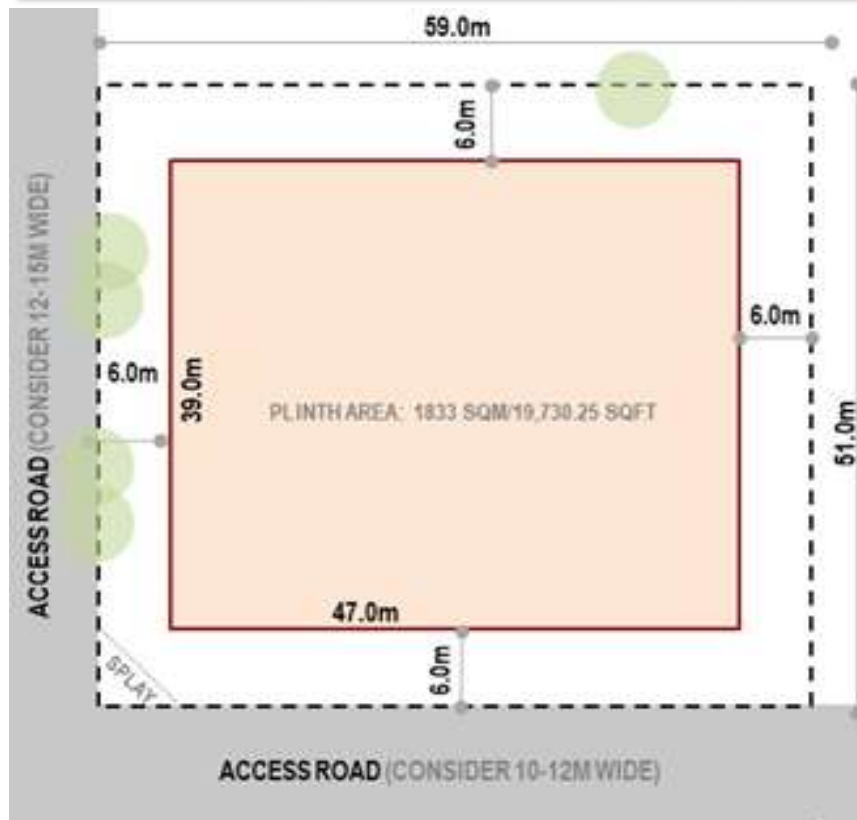 59.0m
6.0m
ACCESS ROAD (CONSIDER 12-15M WIDE)
6.0m
6.0m
39.0m
PLINTH AREA: 1833 SQM/19,730.25 SQFT
51.0m
47.0m
6.0m
SPLAY
ACCESS ROAD (CONSIDER 10-12M WIDE)